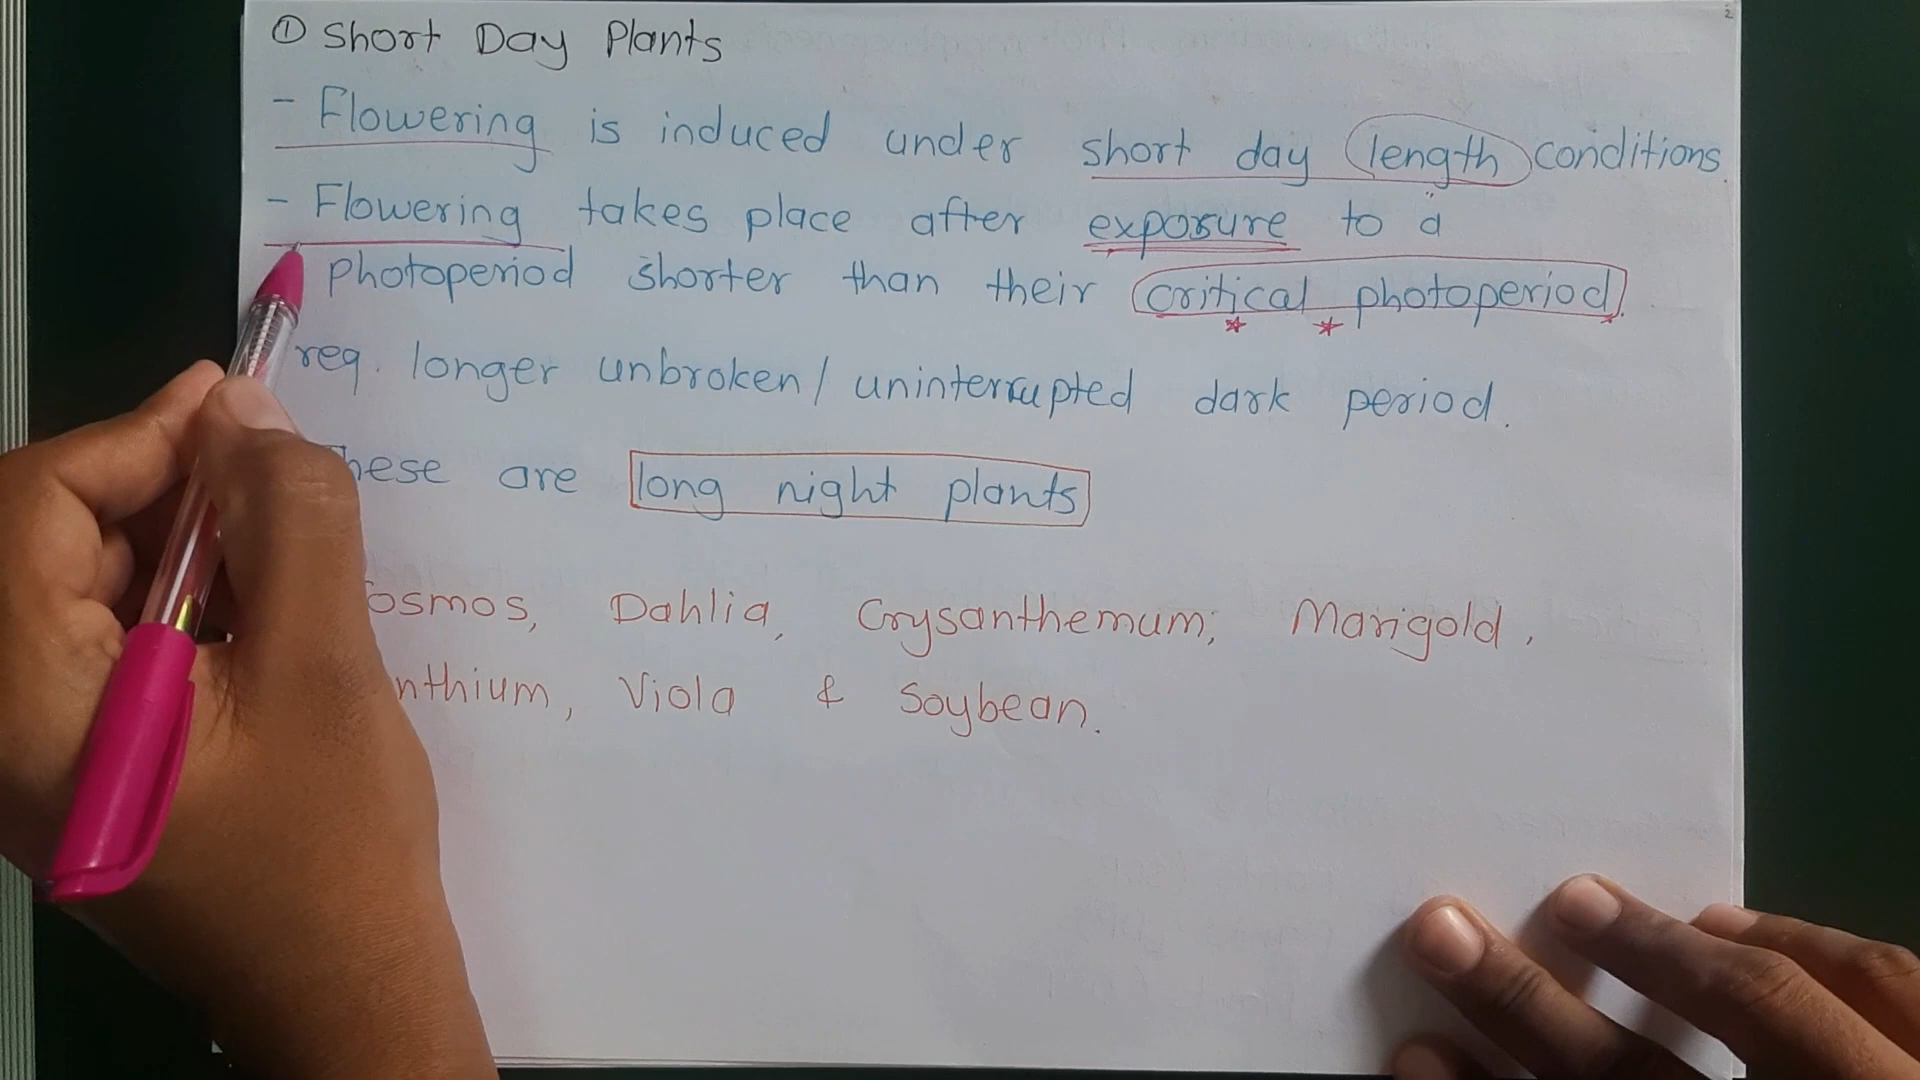 ① Short Day Plants
- Flowering is induced under short day length conditions.
- Flowering takes place after exposure to a
photoperiod shorter than their critical photoperiod.
req. longer unbroken / uninterrupted dark period.
hese are long night plants
osmos, Dahlia, Crysanthemum, Marigold,
nthium, Viola & Soybean.
2